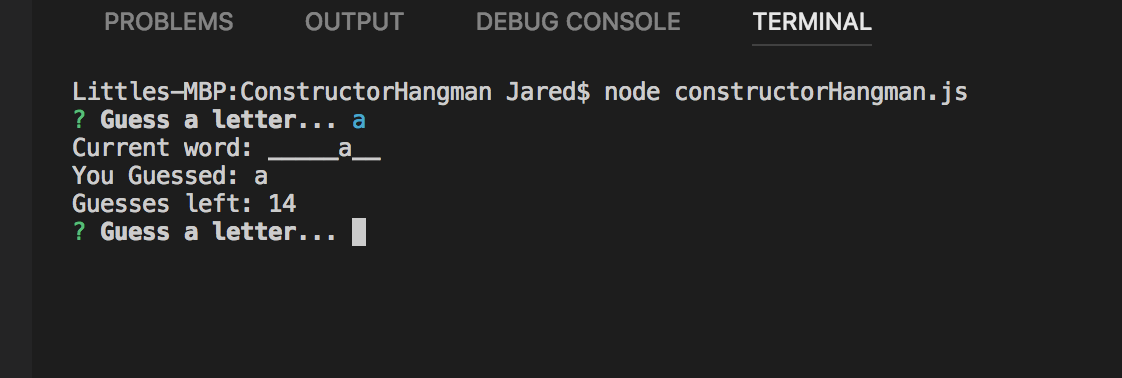 PROBLEMS OUTPUT DEBUG CONSOLE TERMINAL
Littles-MBP:ConstructorHangman Jared$ node constructorHangman.js
? Guess a letter... a
Current word: _____a__
You Guessed: a
Guesses left: 14
? Guess a letter...